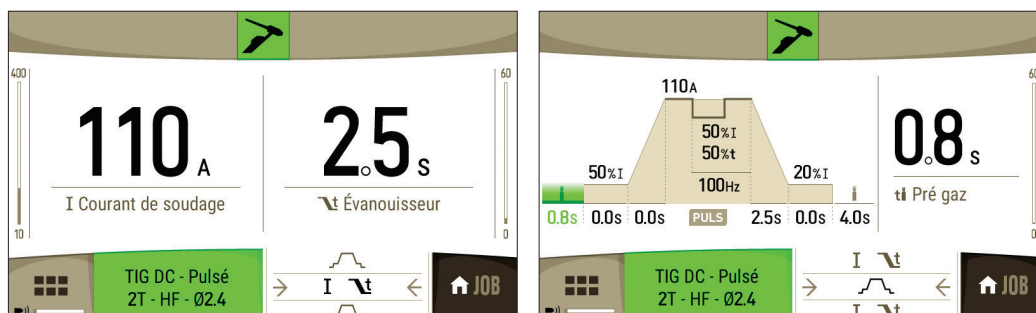 400
60
110 A
2.5 s
I Courant de soudage
t Évanouisseur
10
0
TIG DC - Pulsé
2T - HF - Ø2.4
I t
JOB
60
110A
50%I
50%t
100Hz
50%I
20%I
0.8s 0.0s 0.0s PULS 2.5s 0.0s 4.0s
0.8 s
t Pré gaz
0
TIG DC - Pulsé
2T - HF - Ø2.4
I t
I t
JOB